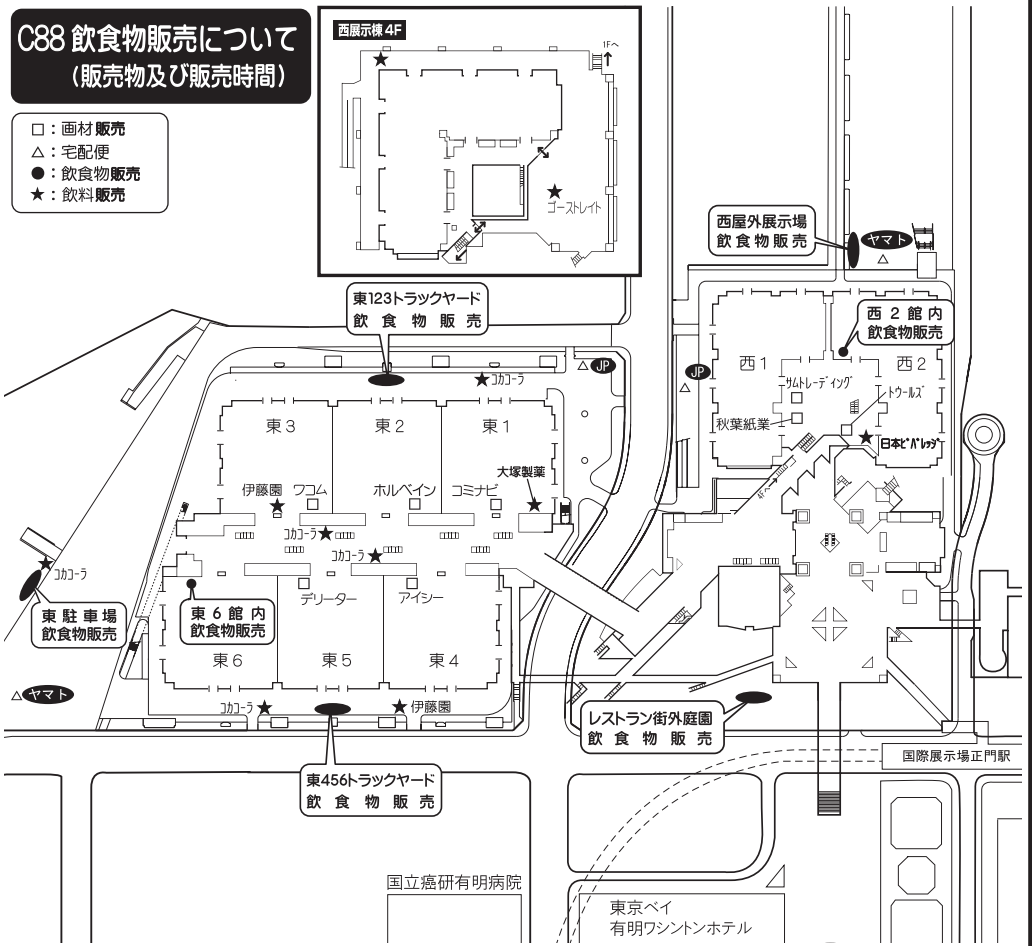 C88 飲食物販売について
(販売物及び販売時間)
□：画材販売
△：宅配便
●：飲食物販売
★：飲料販売
西展示棟4F
1Fへ
ゴーストレイト
西屋外展示場
飲食物販売
ヤマト
東123トラックヤード
飲食物販売
西2館内
飲食物販売
JP
JP
コカコーラ
西1
西2
サムトレーディング
トゥールズ
秋葉紙業
日本ビバレッジ
4Fへ
東3
東2
東1
大塚製薬
伊藤園
ワコム
ホルベイン
コミナビ
コカコーラ
コカコーラ
コカコーラ
デリーター
アイシー
東駐車場
飲食物販売
東6館内
飲食物販売
東6
東5
東4
ヤマト
コカコーラ
伊藤園
レストラン街外庭園
飲食物販売
国際展示場正門駅
東456トラックヤード
飲食物販売
国立癌研有明病院
東京ベイ
有明ワシントンホテル